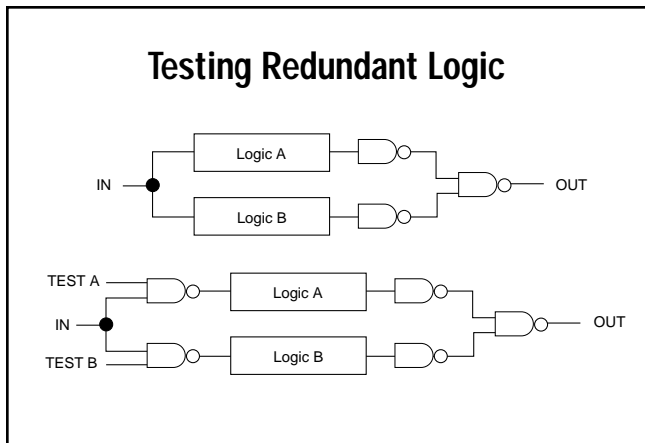 Testing Redundant Logic
Logic A
IN
OUT
Logic B
TEST A
Logic A
IN
OUT
Logic B
TEST B